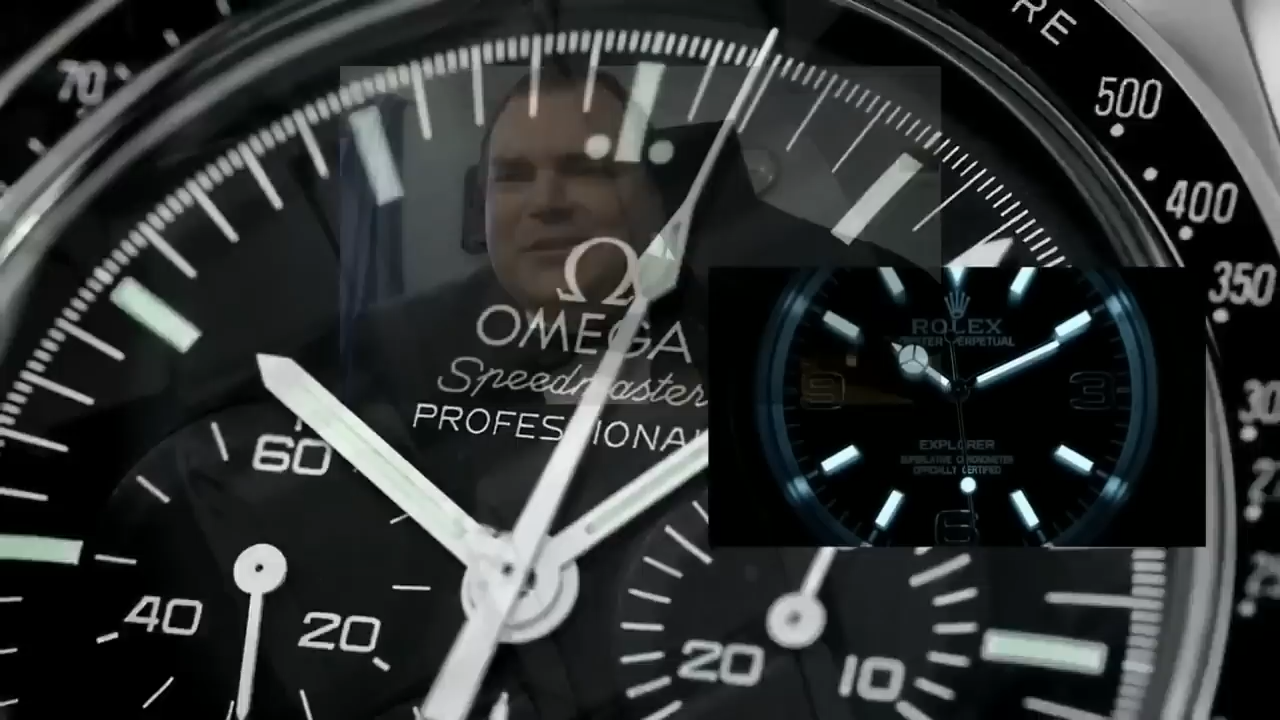 RE
70
500
400
350
Ω
OMEGA
Speedmaster
PROFESSIONAL
ROLEX
OYSTER PERPETUAL
9
3
EXPLORER
SUPERLATIVE CHRONOMETER
OFFICIALLY CERTIFIED
6
60
40
20
20
10